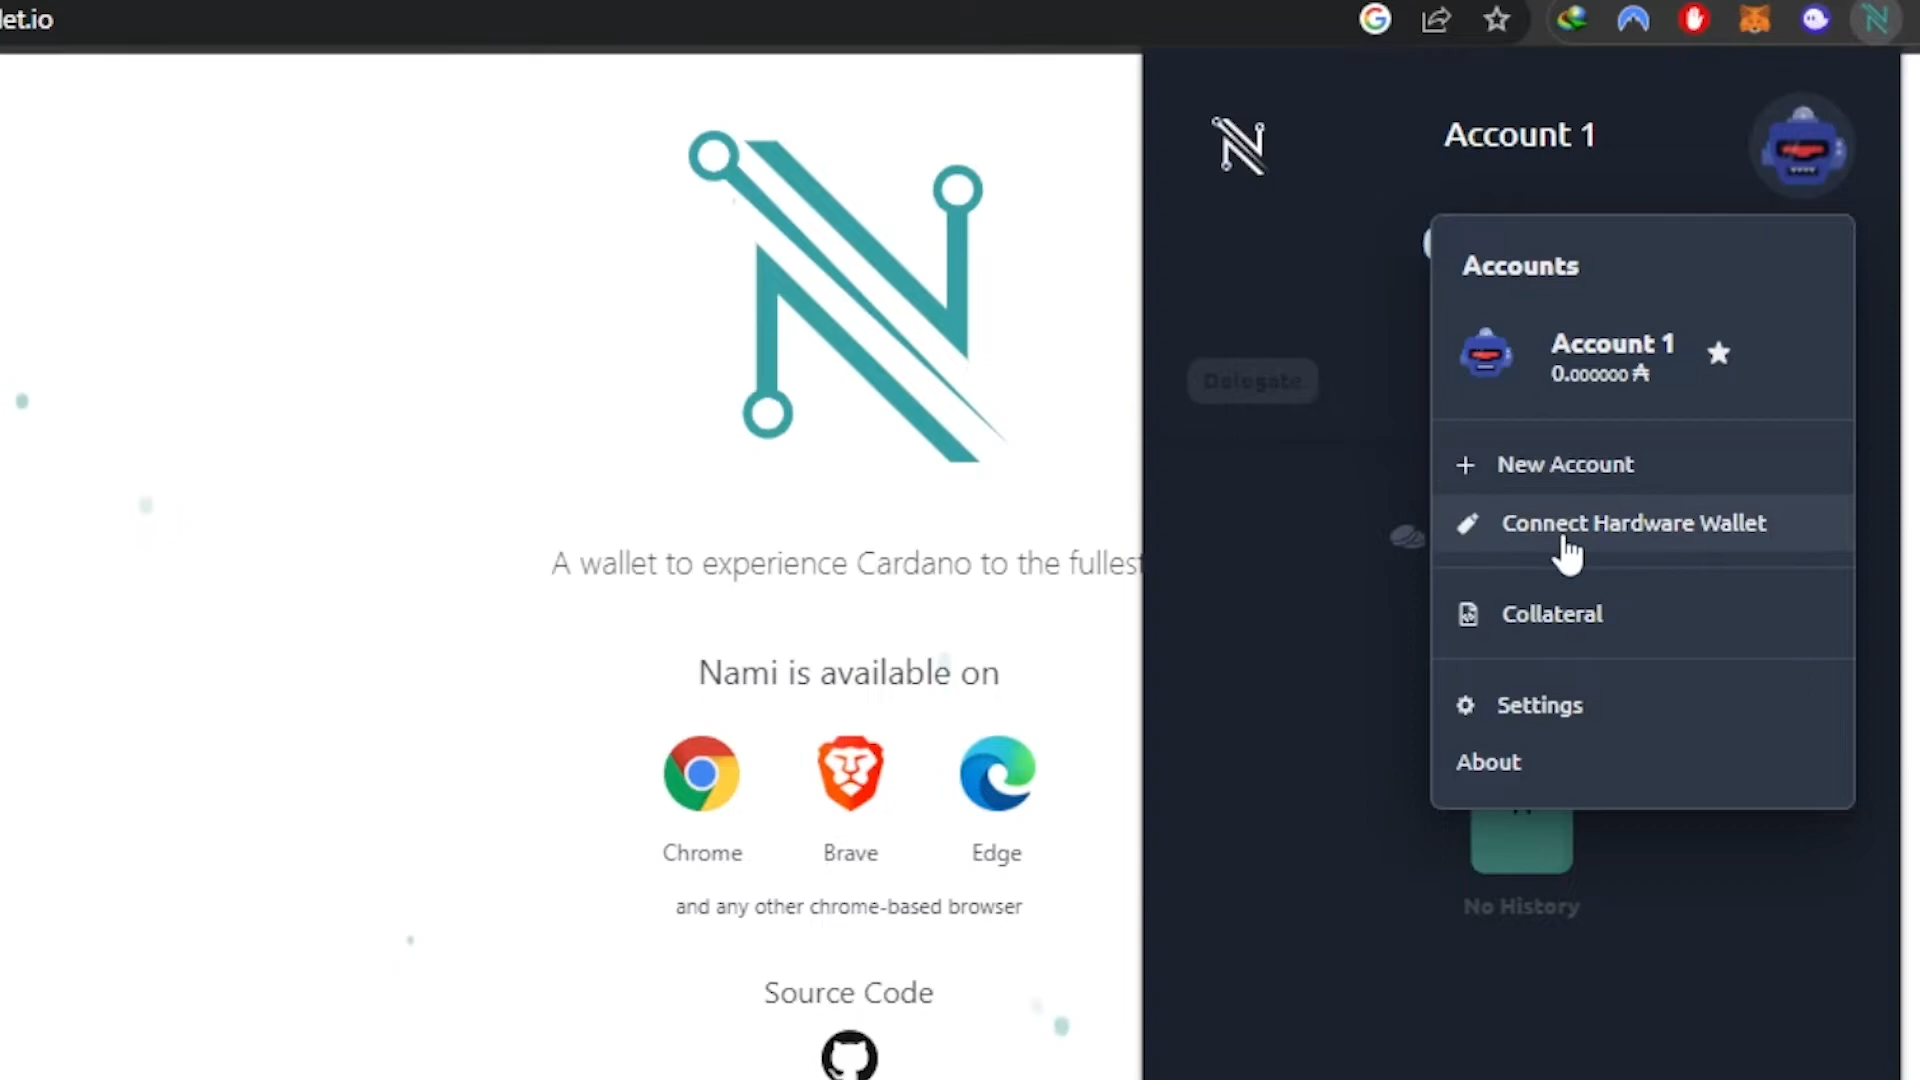 let.io
A wallet to experience Cardano to the fullest
Nami is available on
Chrome
Brave
Edge
and any other chrome-based browser
Source Code
Account 1
Delegate
Accounts
Account 1
0.000000 ₳
New Account
Connect Hardware Wallet
Collateral
Settings
About
No History